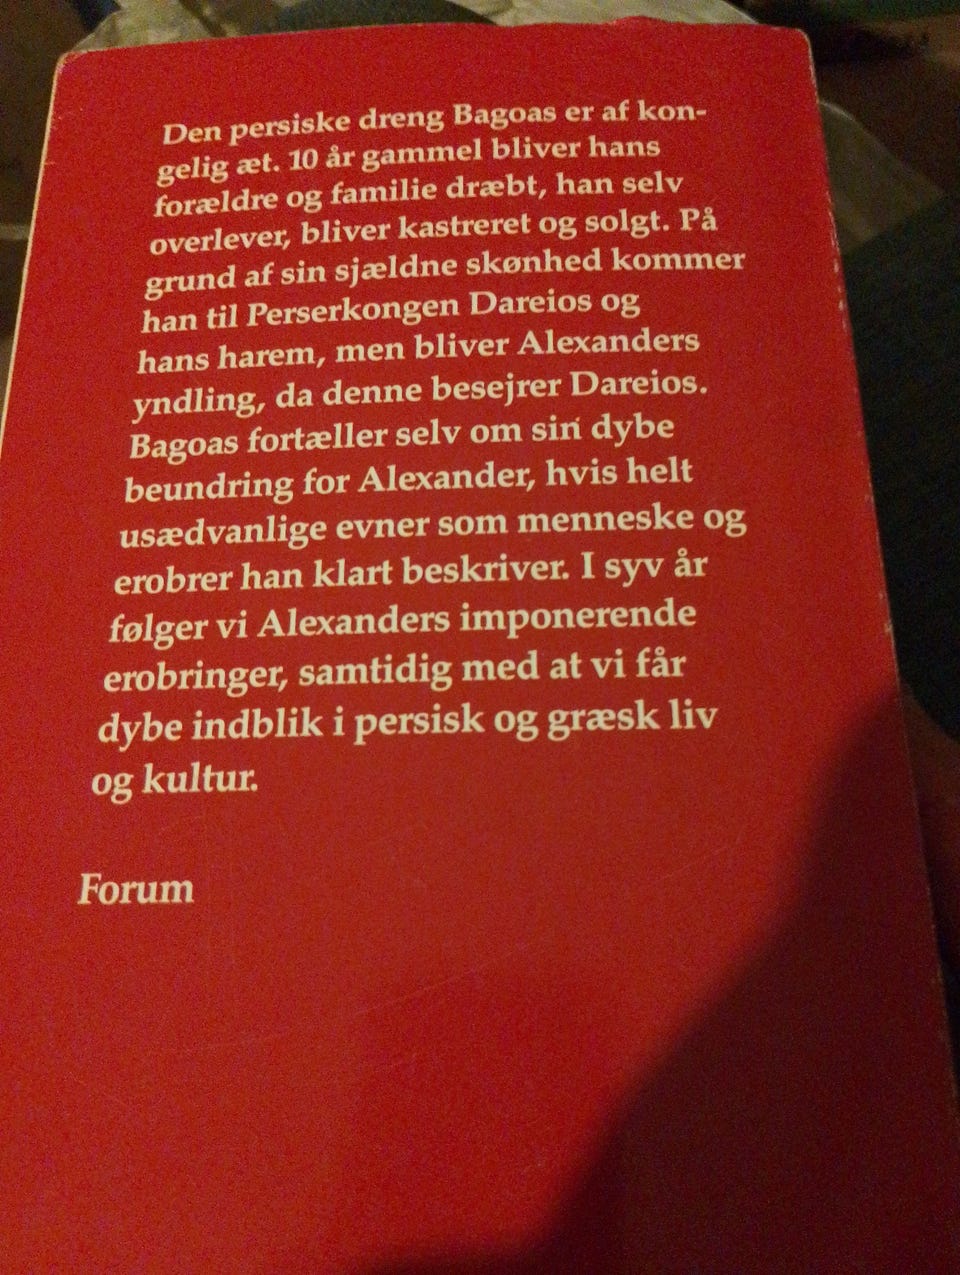 Den persiske dreng Bagoas er af kon-
gelig æt. 10 år gammel bliver hans
forældre og familie dræbt, han selv
overlever, bliver kastreret og solgt. På
grund af sin sjældne skønhed kommer
han til Perserkongen Dareios og
hans harem, men bliver Alexanders
yndling, da denne besejrer Dareios.
Bagoas fortæller selv om sin dybe
beundring for Alexander, hvis helt
usædvanlige evner som menneske og
erobrer han klart beskriver. I syv år
følger vi Alexanders imponerende
erobringer, samtidig med at vi får
dybe indblik i persisk og græsk liv
og kultur.
Forum